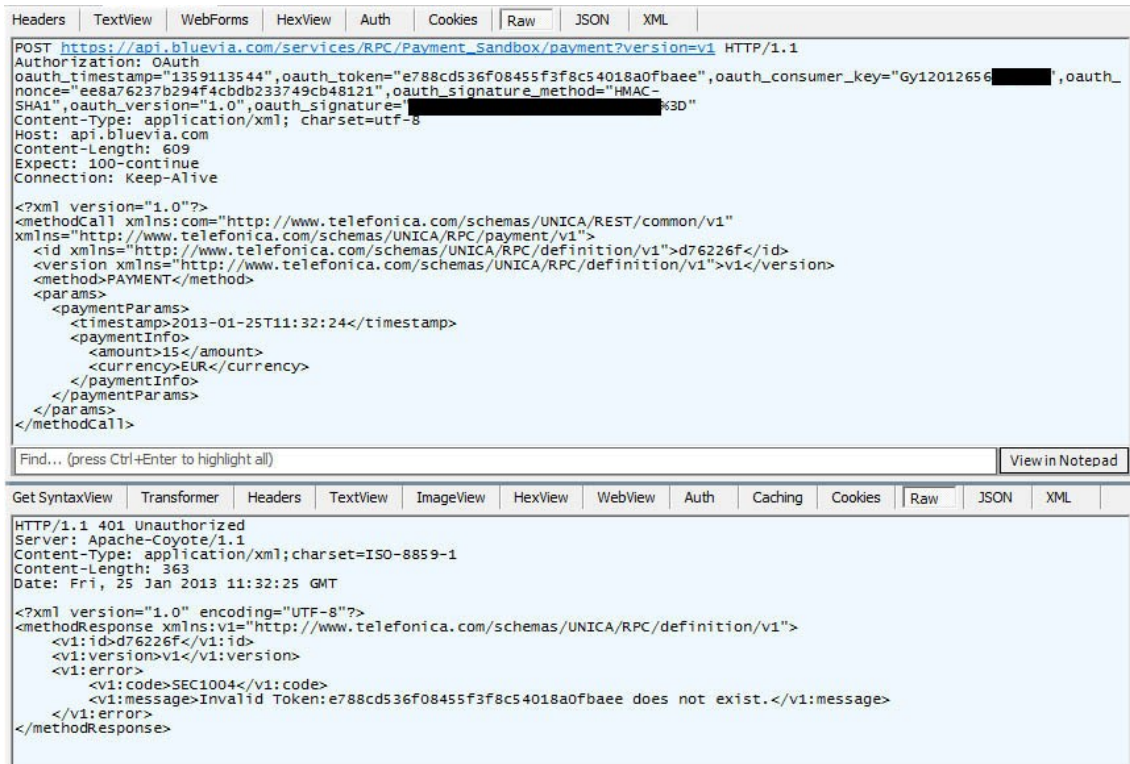 Headers TextView WebForms HexView Auth Cookies Raw JSON XML
POST https://api.bluevia.com/services/RPC/Payment_Sandbox/payment?version=v1 HTTP/1.1
Authorization: OAuth
oauth_timestamp="1359113544",oauth_token="e788cd536f08455f3f8c54018a0fbaee",oauth_consumer_key="Gy12012656 ",oauth_
nonce="ee8a76237b294f4cbdb233749cb48121",oauth_signature_method="HMAC-
SHA1",oauth_version="1.0",oauth_signature=" %3D"
Content-Type: application/xml; charset=utf-8
Host: api.bluevia.com
Content-Length: 609
Expect: 100-continue
Connection: Keep-Alive
<?xml version="1.0"?>
<methodCall xmlns:com="http://www.telefonica.com/schemas/UNICA/REST/common/v1"
xmlns="http://www.telefonica.com/schemas/UNICA/RPC/payment/v1">
<id xmlns="http://www.telefonica.com/schemas/UNICA/RPC/definition/v1">d76226f</id>
<version xmlns="http://www.telefonica.com/schemas/UNICA/RPC/definition/v1">v1</version>
<method>PAYMENT</method>
<params>
<paymentParams>
<timestamp>2013-01-25T11:32:24</timestamp>
<paymentInfo>
<amount>15</amount>
<currency>EUR</currency>
</paymentInfo>
</paymentParams>
</params>
</methodCall>
Find... (press Ctrl+Enter to highlight all) View in Notepad
Get SyntaxView Transformer Headers TextView ImageView HexView WebView Auth Caching Cookies Raw JSON XML
HTTP/1.1 401 Unauthorized
Server: Apache-Coyote/1.1
Content-Type: application/xml;charset=ISO-8859-1
Content-Length: 363
Date: Fri, 25 Jan 2013 11:32:25 GMT
<?xml version="1.0" encoding="UTF-8"?>
<methodResponse xmlns:v1="http://www.telefonica.com/schemas/UNICA/RPC/definition/v1">
<v1:id>d76226f</v1:id>
<v1:version>v1</v1:version>
<v1:error>
<v1:code>SEC1004</v1:code>
<v1:message>Invalid Token:e788cd536f08455f3f8c54018a0fbaee does not exist.</v1:message>
</v1:error>
</methodResponse>